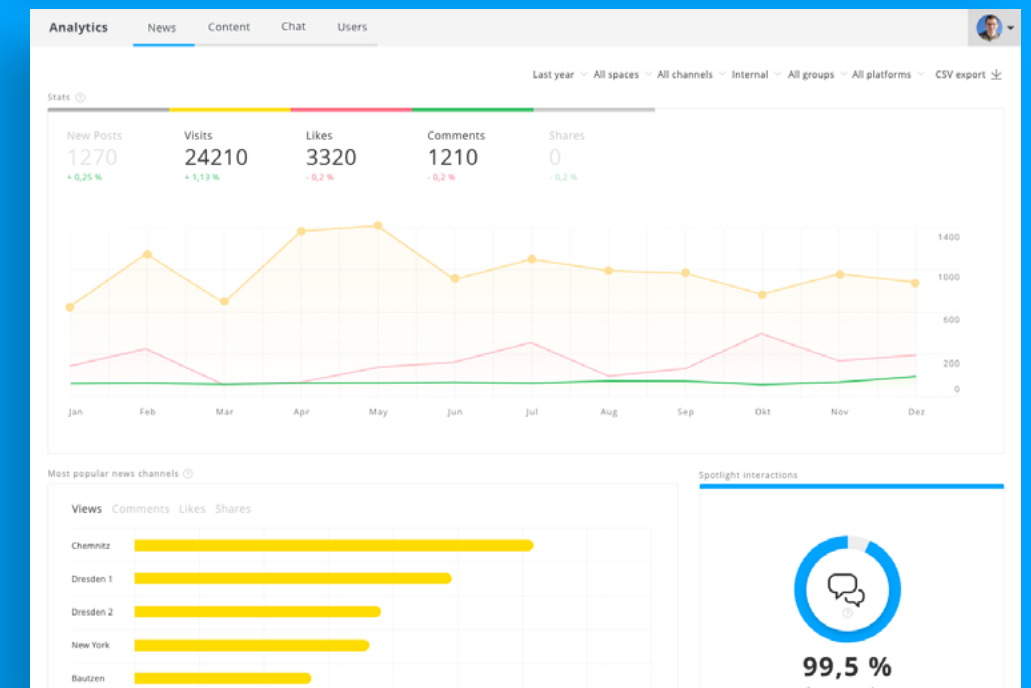 Analytics News Content Chat Users
Last year All spaces All channels Internal All groups All platforms CSV export
Stats
New Posts Visits Likes Comments Shares
1270 24210 3320 1210 0
+ 0,25 % + 1,13 % - 0,2 % - 0,2 % - 0,2 %
1400
1000
600
200
0
Jan Feb Mar Apr May Jun Jul Aug Sep Okt Nov Dez
Most popular news channels
Views Comments Likes Shares
Chemnitz
Dresden 1
Dresden 2
New York
Bautzen
Spotlight interactions
99,5 %